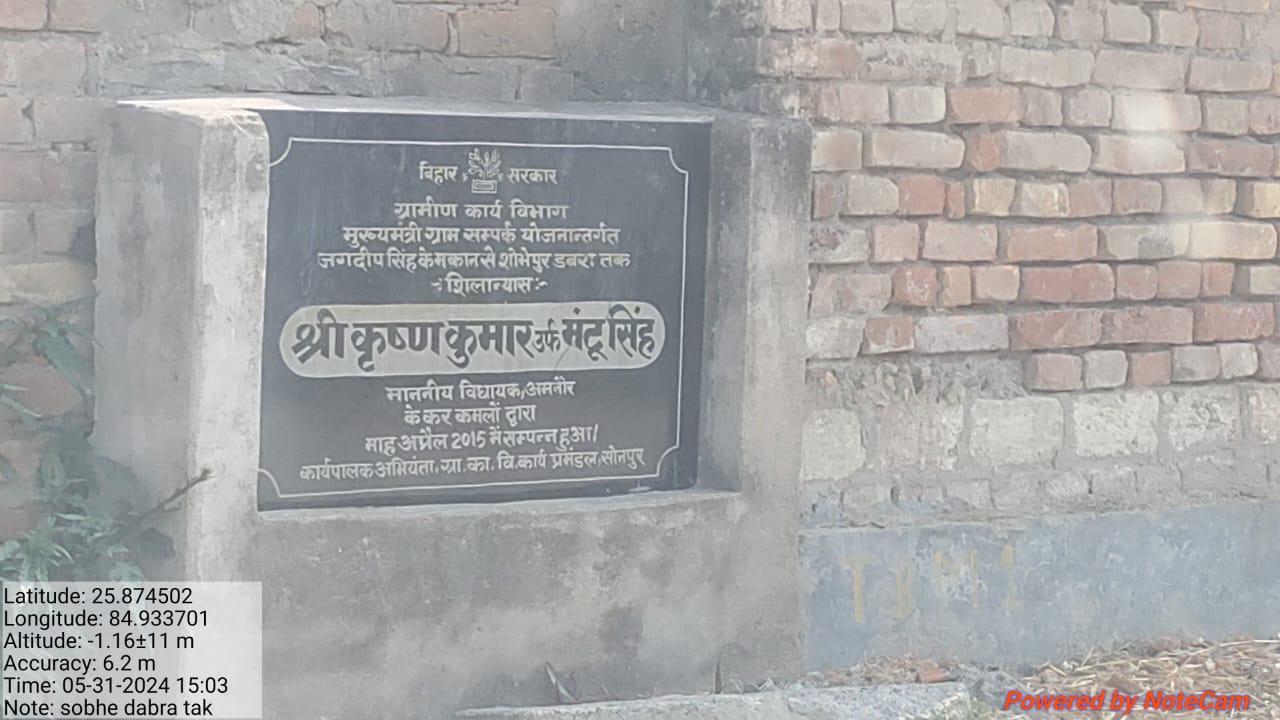 बिहार सरकार
ग्रामीण कार्य विभाग
मुख्यमंत्री ग्राम सम्पर्क योजनान्तर्गत
जगदीप सिंह के मकान से शोभेपुर डबरा तक
-: शिलान्यास :-
श्री कृष्ण कुमार उर्फ मंटू सिंह
माननीय विधायक, अमनौर
के कर कमलों द्वारा
माह अप्रैल 2015 में सम्पन्न हुआ।
कार्यपालक अभियंता, ग्रा. का. वि. कार्य प्रमंडल, सोनपुर
Latitude: 25.874502
Longitude: 84.933701
Altitude: -1.16±11 m
Accuracy: 6.2 m
Time: 05-31-2024 15:03
Note: sobhe dabra tak
Powered by NoteCam